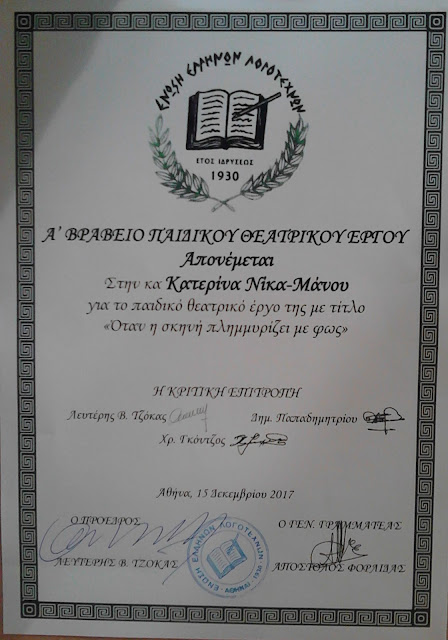 ΕΝΩΣΗ ΕΛΛΗΝΩΝ ΛΟΓΟΤΕΧΝΩΝ
ΕΤΟΣ ΙΔΡΥΣΕΩΣ
1930
Α' ΒΡΑΒΕΙΟ ΠΑΙΔΙΚΟΥ ΘΕΑΤΡΙΚΟΥ ΕΡΓΟΥ
Απονέμεται
Στην κα Κατερίνα Νίκα-Μάνου
για το παιδικό θεατρικό έργο της με τίτλο
«Όταν η σκηνή πλημμυρίζει με φως»
Η ΚΡΙΤΙΚΗ ΕΠΙΤΡΟΠΗ
Λευτέρης Β. Τζόκας Δημ. Παπαδημητρίου
Χρ. Γκόντζος
Αθήνα, 15 Δεκεμβρίου 2017
Ο ΠΡΟΕΔΡΟΣ Ο ΓΕΝ. ΓΡΑΜΜΑΤΕΑΣ
ΕΝΩΣΗ ΕΛΛΗΝΩΝ ΛΟΓΟΤΕΧΝΩΝ
ΑΘΗΝΑΙ
ΛΕΥΤΕΡΗΣ Β. ΤΖΟΚΑΣ ΑΠΟΣΤΟΛΟΣ ΦΟΡΛΙΔΑΣ